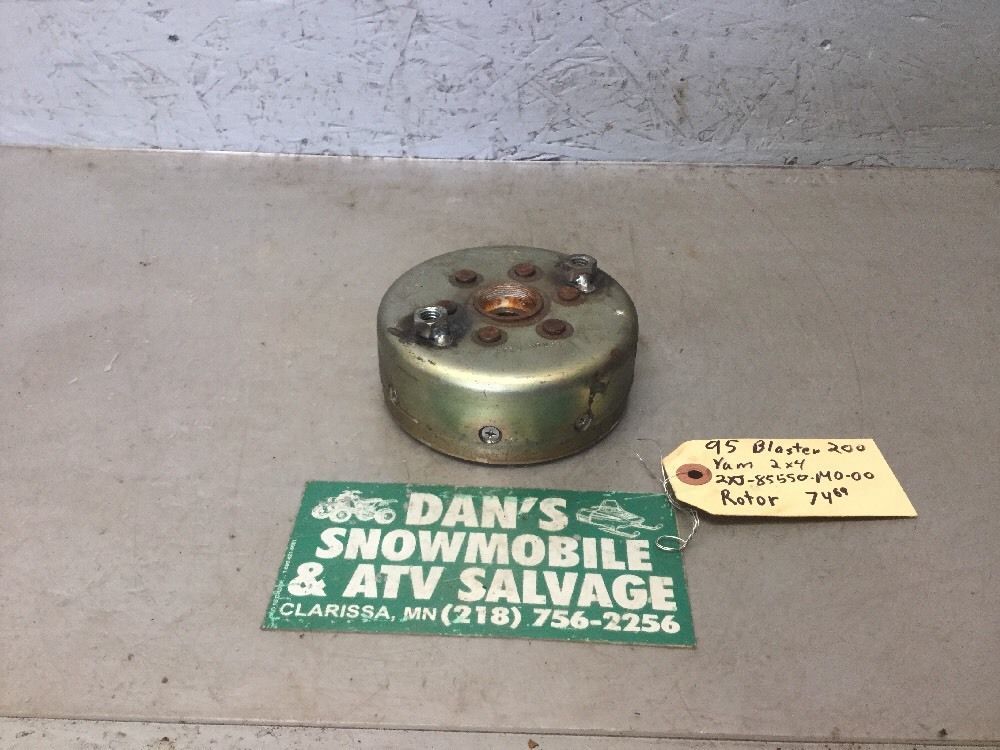 95 Blaster 200
Yam 2x4
2XJ-85550-M0-00
Rotor 74⁶⁹
DAN'S
SNOWMOBILE
& ATV SALVAGE
CLARISSA, MN (218) 756-2256